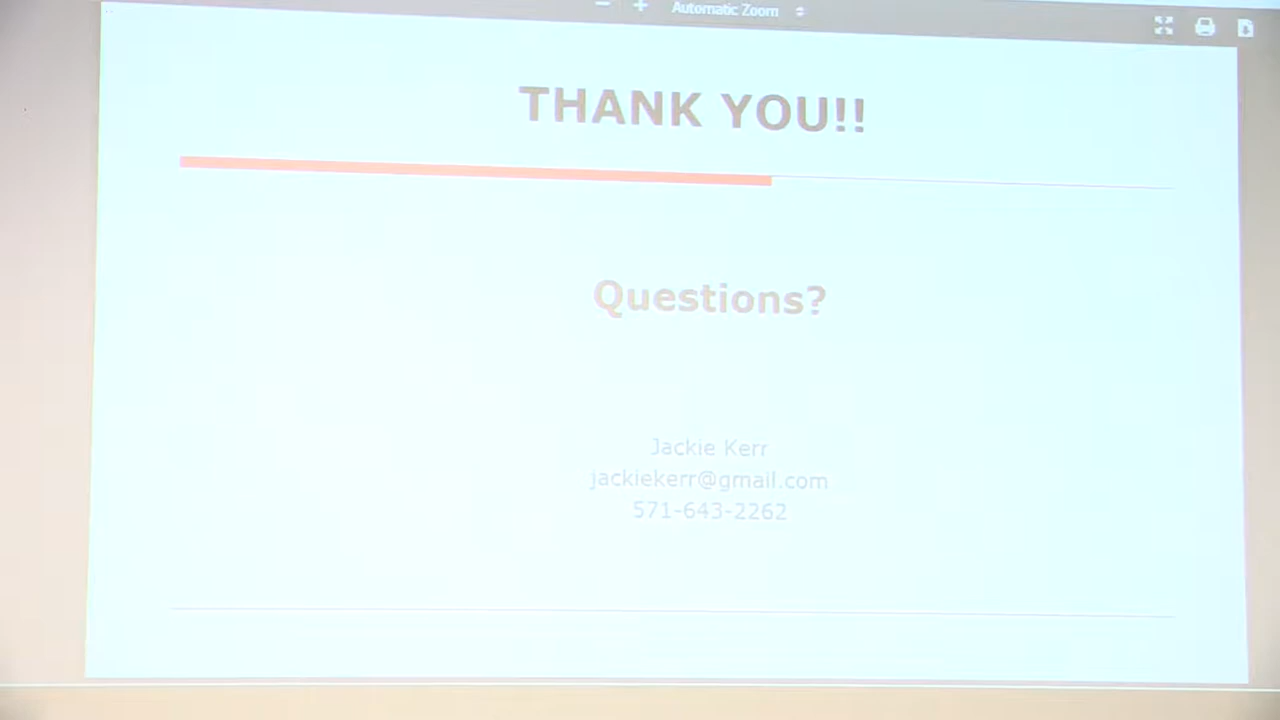 Automatic Zoom
THANK YOU!!
Questions?
Jackie Kerr
jackiekerr@gmail.com
571-643-2262